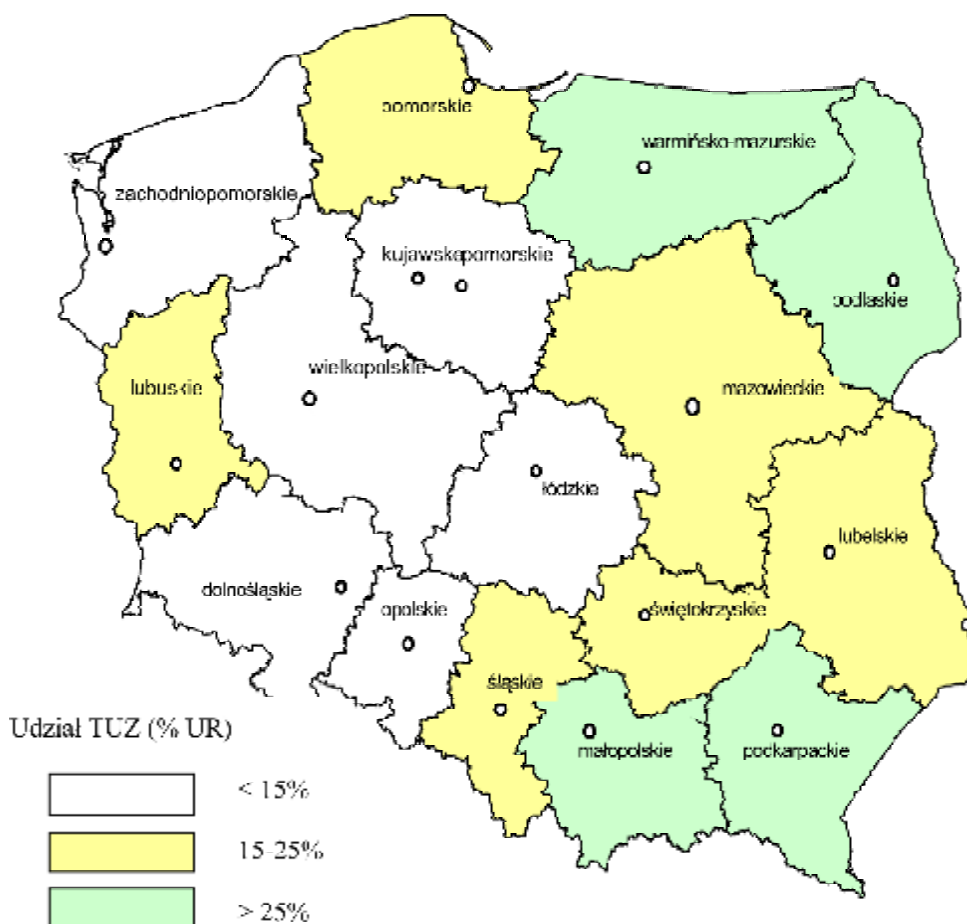 pomorskie
warmińsko-mazurskie
zachodniopomorskie
kujawskopomorskie
podlaskie
wielkopolskie
lubuskie
mazowieckie
łódzkie
lubelskie
dolnośląskie
opolskie
świętokrzyskie
śląskie
małopolskie
podkarpackie
Udział TUZ (% UR)
< 15%
15-25%
> 25%